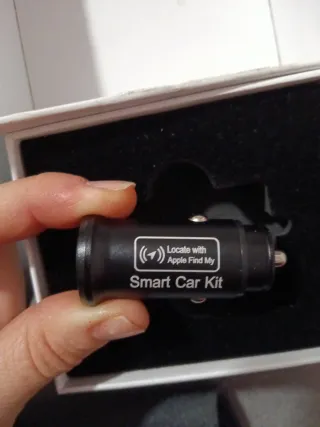 Locate with
Apple Find My
Smart Car Kit